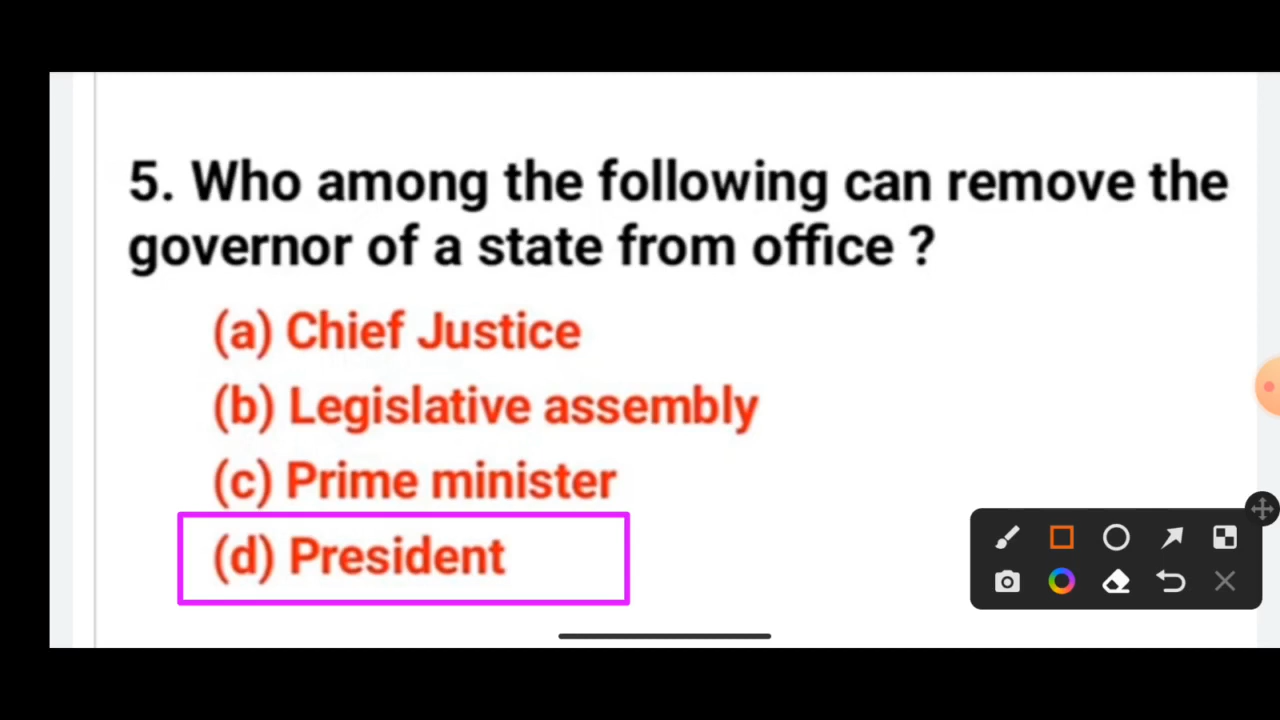 5. Who among the following can remove the
governor of a state from office ?
(a) Chief Justice
(b) Legislative assembly
(c) Prime minister
(d) President